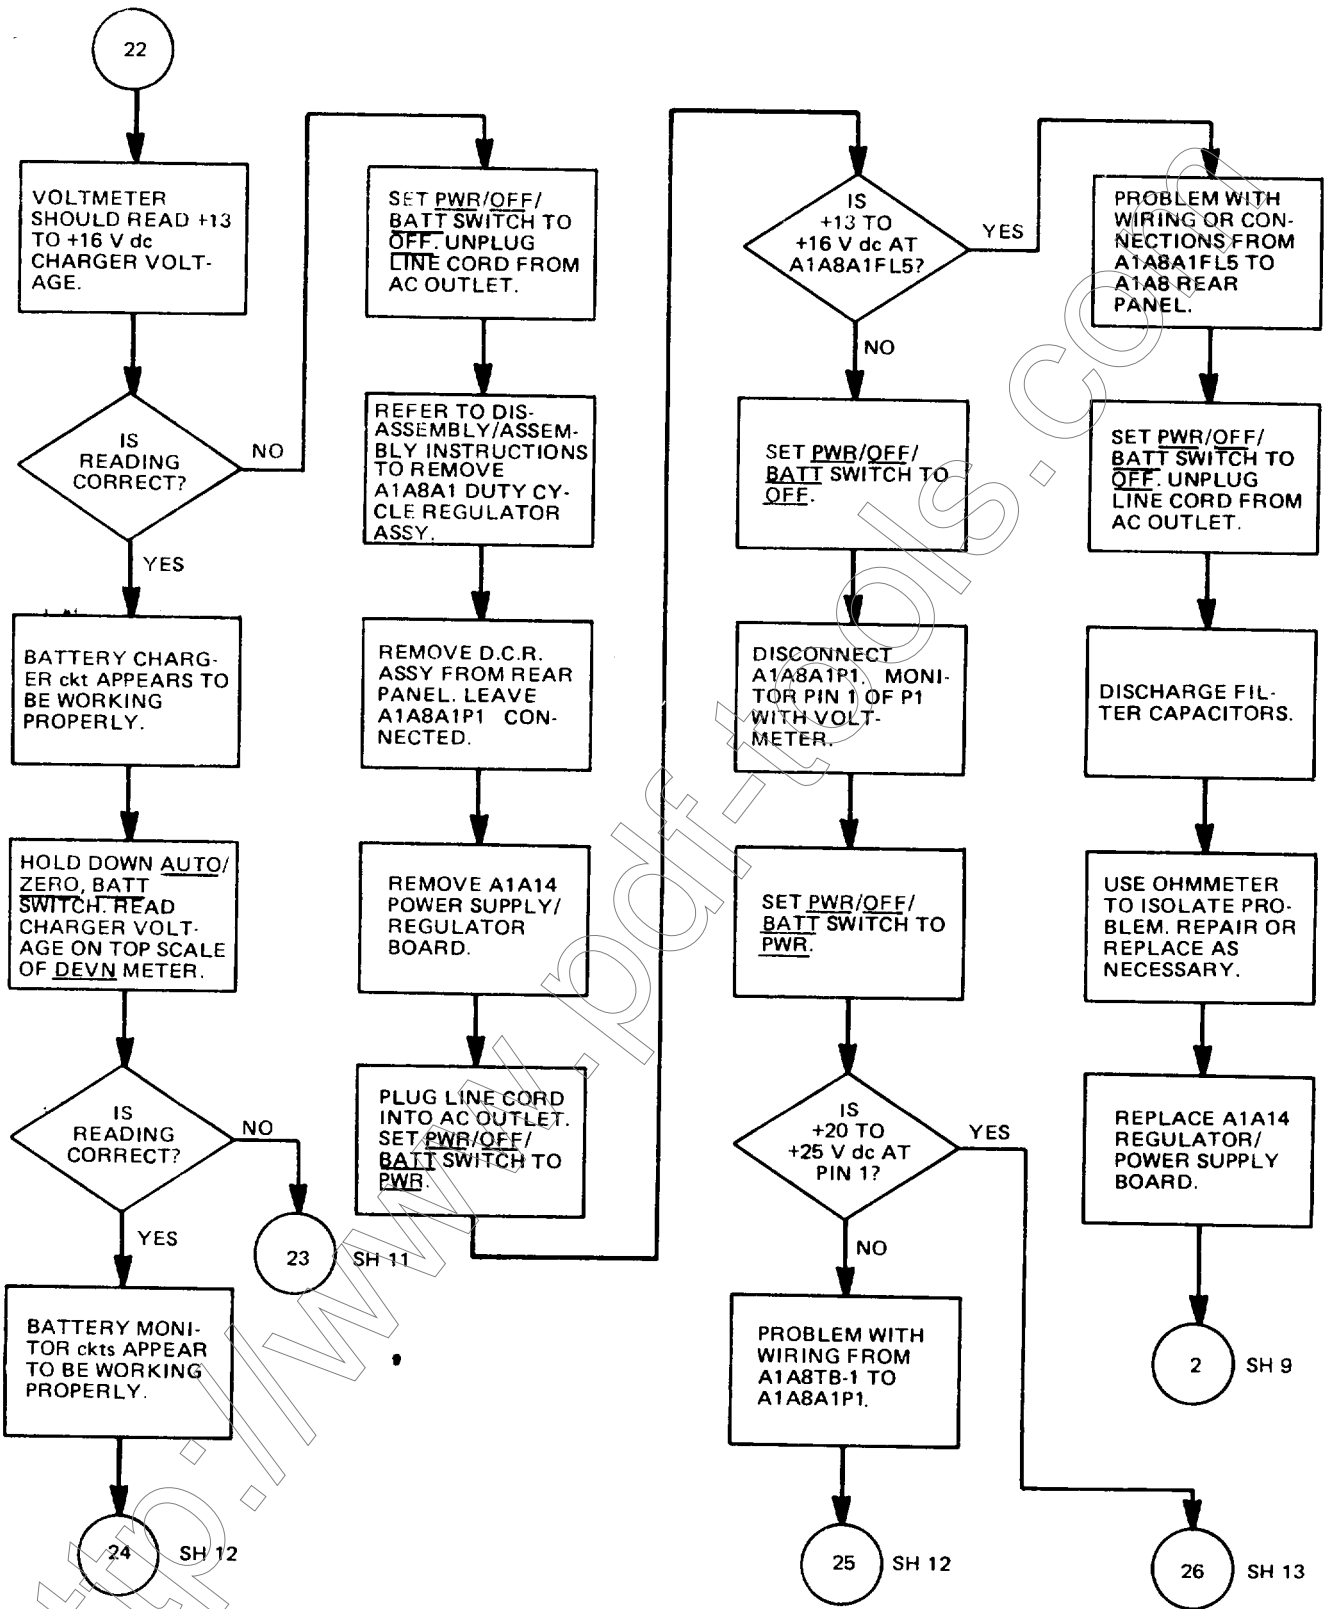 22
VOLTMETER
SHOULD READ +13
TO +16 V dc
CHARGER VOLT-
AGE.
IS
READING
CORRECT?
NO
YES
BATTERY CHARG-
ER ckt APPEARS TO
BE WORKING
PROPERLY.
HOLD DOWN AUTO/
ZERO, BATT
SWITCH. READ
CHARGER VOLT-
AGE ON TOP SCALE
OF DEVN METER.
IS
READING
CORRECT?
NO
23 SH 11
YES
BATTERY MONI-
TOR ckts APPEAR
TO BE WORKING
PROPERLY.
24 SH 12
SET PWR/OFF/
BATT SWITCH TO
OFF. UNPLUG
LINE CORD FROM
AC OUTLET.
REFER TO DIS-
ASSEMBLY/ASSEM-
BLY INSTRUCTIONS
TO REMOVE
A1A8A1 DUTY CY-
CLE REGULATOR
ASSY.
REMOVE D.C.R.
ASSY FROM REAR
PANEL. LEAVE
A1A8A1P1 CON-
NECTED.
REMOVE A1A14
POWER SUPPLY/
REGULATOR
BOARD.
PLUG LINE CORD
INTO AC OUTLET.
SET PWR/OFF/
BATT SWITCH TO
PWR.
IS
+13 TO
+16 V dc AT
A1A8A1FL5?
YES
NO
SET PWR/OFF/
BATT SWITCH TO
OFF.
DISCONNECT
A1A8A1P1. MONI-
TOR PIN 1 OF P1
WITH VOLT-
METER.
SET PWR/OFF/
BATT SWITCH TO
PWR.
IS
+20 TO
+25 V dc AT
PIN 1?
YES
NO
PROBLEM WITH
WIRING FROM
A1A8TB-1 TO
A1A8A1P1.
25 SH 12
PROBLEM WITH
WIRING OR CON-
NECTIONS FROM
A1A8A1FL5 TO
A1A8 REAR
PANEL.
SET PWR/OFF/
BATT SWITCH TO
OFF. UNPLUG
LINE CORD FROM
AC OUTLET.
DISCHARGE FIL-
TER CAPACITORS.
USE OHMMETER
TO ISOLATE PRO-
BLEM. REPAIR OR
REPLACE AS
NECESSARY.
REPLACE A1A14
REGULATOR/
POWER SUPPLY
BOARD.
2 SH 9
26 SH 13
ttp://www.pdf-tools.com